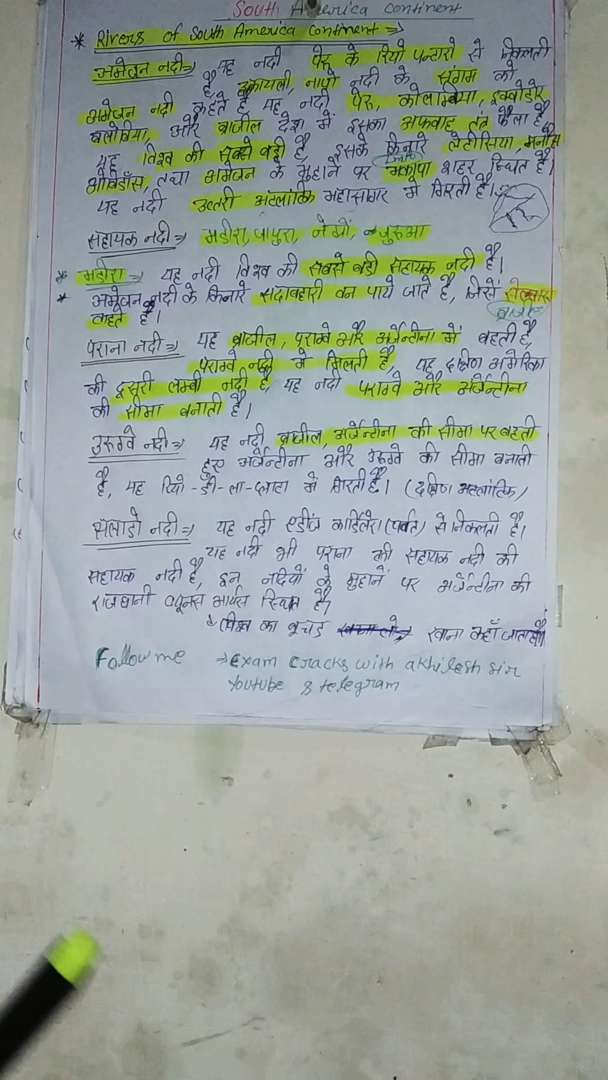 South America continent
* Rivers of South America continent ⇒
अमेजन नदी ⇒ यह नदी पेरू के रियो पन्टारो से निकलती
है, उकायली, नापो नदी के संगम को
अमेजन नदी कहते हैं यह नदी पेरू, कोलाम्बिया, इक्वोडोर
बोलिविया, और ब्राजील देश में इसका अफवाह तंत्र फैला है
यह विश्व की सबसे बड़ी है, इसके किनारे लेटीसिया, मनौस
ओविडॉस, तथा अमेजन के मुहाने पर मकापा शहर स्थित है।
यह नदी उत्तरी अटलांटिक महासागर में गिरती है।
सहायक नदी ⇒ मडीरा, जापुरा, नेग्रो, पुरूमा
* मडीरा ⇒ यह नदी विश्व की सबसे बडी सहायक नदी है।
* अमेजन नदी के किनारे सदाबहारी वन पाये जाते है, जिसे सेल्वास
कहते है।
पराना नदी ⇒ यह ब्राजील, पराग्वे और अर्जेन्टीना में बहती है,
पराग्वे नदी में मिलती है, यह दक्षिण अमेरिका
की दूसरी लम्बी नदी है, यह नदी पराग्वे और अर्जेन्टीना
की सीमा बनाती है।
उरूग्वे नदी ⇒ यह नदी ब्राजील, अर्जेन्टीना की सीमा पर बहती
हुए अर्जेन्टीना और उरूग्वे की सीमा बनाती
है, यह रियो-डी-ला-प्लाटा में गिरती है। (दक्षिण अटलांटिक)
सलाडो नदी ⇒ यह नदी एंडीज कार्डिलेरा (पर्वत) से निकलती है।
यह नदी भी पराना की सहायक नदी की
सहायक नदी है, इन नदियों के मुहाने पर अर्जेन्टीना की
राजधानी ब्यूनस आयर्स स्थित है।
विश्व का बूचड़ खाना कहाँ जाता है।
Follow me ⇒ Exam cracks with akhilesh sir
Youtube & telegram